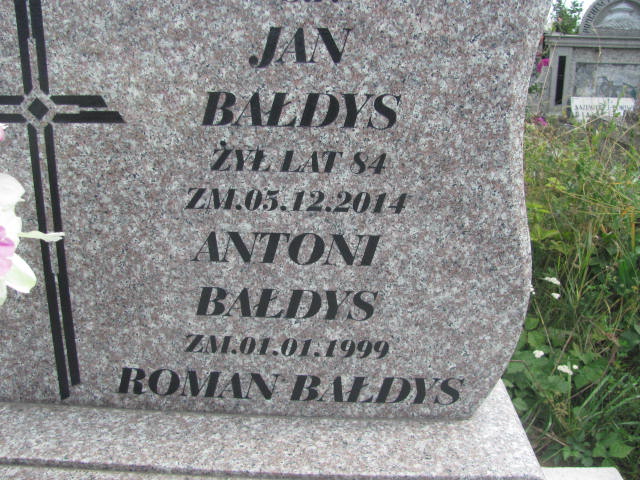 JAN
BAŁDYS
ŻYŁ LAT 84
ZM.05.12.2014
ANTONI
BAŁDYS
ZM.01.01.1999
ROMAN BAŁDYS